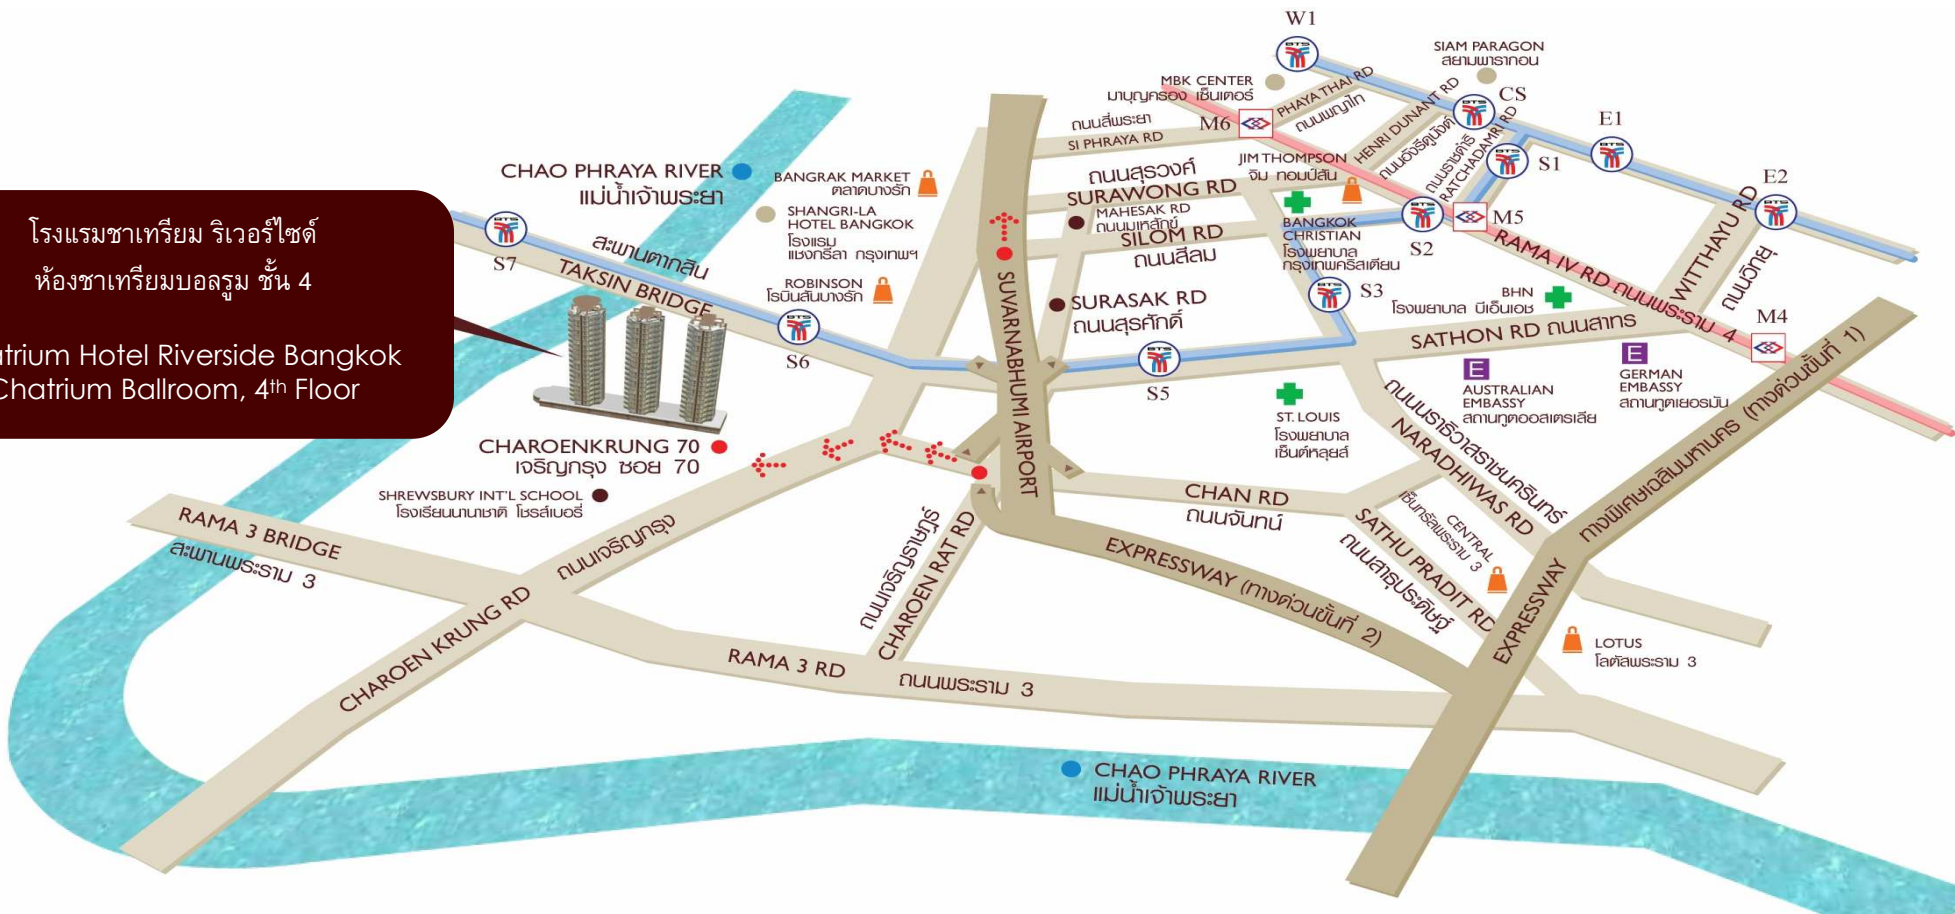 W1
SIAM PARAGON
สยามพารากอน
MBK CENTER
มาบุญครอง เซ็นเตอร์
PHAYA THAI RD
ถนนพญาไท
HENRI DUNANT RD
ถนนอังรีดูนังต์
CS
RATCHADAMRI RD
ถนนราชดำริ
E1
S1
E2
M6
ถนนสี่พระยา
SI PHRAYA RD
JIM THOMPSON
จิม ทอมป์สัน
ถนนสุรวงศ์
SURAWONG RD
MAHESAK RD
ถนนมเหสักข์
SILOM RD
ถนนสีลม
BANGKOK
CHRISTIAN
โรงพยาบาล
กรุงเทพคริสเตียน
S2
M5
RAMA IV RD ถนนพระราม 4
WITTHAYU RD
ถนนวิทยุ
M4
CHAO PHRAYA RIVER
แม่น้ำเจ้าพระยา
BANGRAK MARKET
ตลาดบางรัก
SHANGRI-LA
HOTEL BANGKOK
โรงแรม
แชงกรีลา กรุงเทพฯ
ROBINSON
โรบินสันบางรัก
S7
สะพานตากสิน
TAKSIN BRIDGE
S6
SURASAK RD
ถนนสุรศักดิ์
SUVARNABHUMI AIRPORT
S5
S3
BHN
โรงพยาบาล บีเอ็นเอช
SATHON RD ถนนสาทร
E
AUSTRALIAN
EMBASSY
สถานทูตออสเตรเลีย
E
GERMAN
EMBASSY
สถานทูตเยอรมัน
ST. LOUIS
โรงพยาบาล
เซ็นต์หลุยส์
โรงแรมชาเทรียม ริเวอร์ไซด์
ห้องชาเทรียมบอลรูม ชั้น 4
atrium Hotel Riverside Bangkok
Chatrium Ballroom, 4th Floor
CHAROENKRUNG 70
เจริญกรุง ซอย 70
SHREWSBURY INT'L SCHOOL
โรงเรียนนานาชาติ โชรส์เบอรี่
RAMA 3 BRIDGE
สะพานพระราม 3
CHAROEN KRUNG RD
ถนนเจริญกรุง
ถนนเจริญราษฎร์
CHAROEN RAT RD
RAMA 3 RD
ถนนพระราม 3
CHAN RD
ถนนจันทน์
EXPRESSWAY (ทางด่วนขั้นที่ 2)
ถนนนราธิวาสราชนครินทร์
NARADHIWAS RD
SATHU PRADIT RD
ถนนสาธุประดิษฐ์
CENTRAL
เซ็นทรัลพระราม 3
EXPRESSWAY
ทางพิเศษเฉลิมมหานคร (ทางด่วนขั้นที่ 1)
LOTUS
โลตัสพระราม 3
CHAO PHRAYA RIVER
แม่น้ำเจ้าพระยา